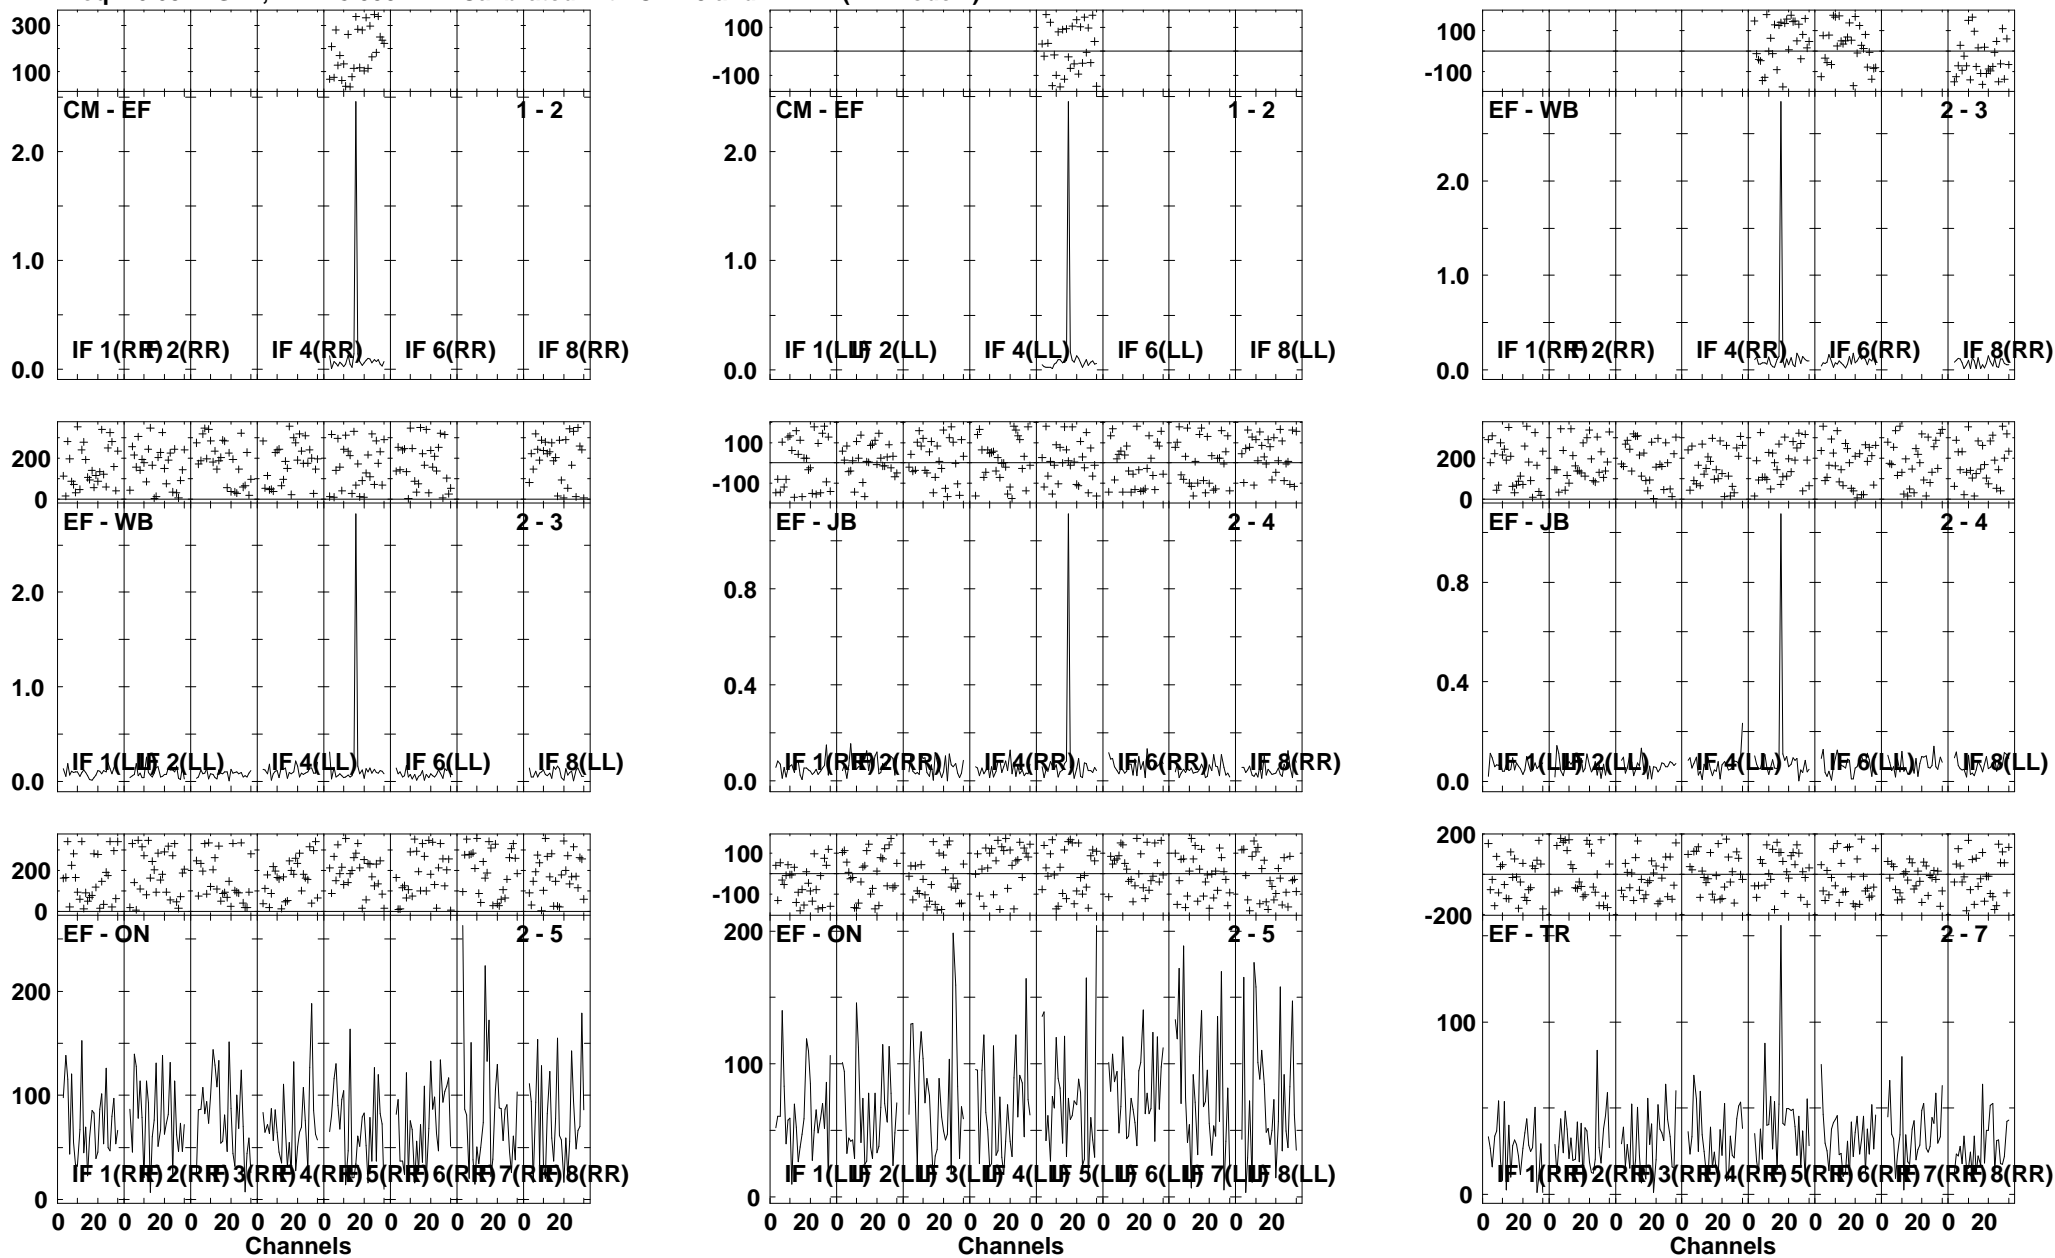 300
100
CM - EF 1 - 2
2.0
1.0
0.0
IF 1(RR) IF 2(RR) IF 4(RR) IF 6(RR) IF 8(RR)
100
-100
CM - EF 1 - 2
2.0
1.0
0.0
IF 1(LL) IF 2(LL) IF 4(LL) IF 6(LL) IF 8(LL)
100
-100
EF - WB 2 - 3
2.0
1.0
0.0
IF 1(RR) IF 2(RR) IF 4(RR) IF 6(RR) IF 8(RR)
200
0
EF - WB 2 - 3
2.0
1.0
0.0
IF 1(LL) IF 2(LL) IF 4(LL) IF 6(LL) IF 8(LL)
100
-100
EF - JB 2 - 4
0.8
0.4
0.0
IF 1(RR) IF 2(RR) IF 4(RR) IF 6(RR) IF 8(RR)
200
0
EF - JB 2 - 4
0.8
0.4
0.0
IF 1(LL) IF 2(LL) IF 4(LL) IF 6(LL) IF 8(LL)
200
0
EF - ON 2 - 5
200
100
0
IF 1(RR) IF 2(RR) IF 3(RR) IF 4(RR) IF 5(RR) IF 6(RR) IF 7(RR) IF 8(RR)
0 20 0 20 0 20 0 20 0 20 0 20 0 20 0 20
Channels
100
-100
EF - ON 2 - 5
200
100
0
IF 1(LL) IF 2(LL) IF 3(LL) IF 4(LL) IF 5(LL) IF 6(LL) IF 7(LL) IF 8(LL)
0 20 0 20 0 20 0 20 0 20 0 20 0 20 0 20
Channels
200
-200
EF - TR 2 - 7
100
0
IF 1(RR) IF 2(RR) IF 3(RR) IF 4(RR) IF 5(RR) IF 6(RR) IF 7(RR) IF 8(RR)
0 20 0 20 0 20 0 20 0 20 0 20 0 20 0 20
Channels